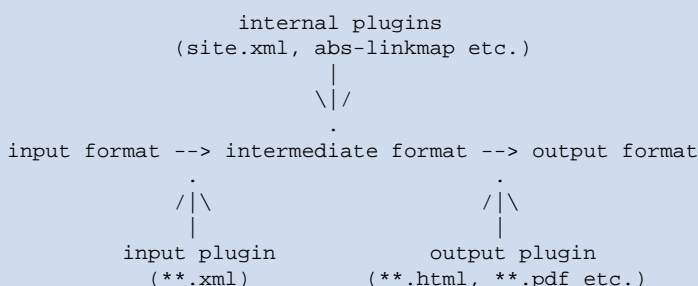 internal plugins
(site.xml, abs-linkmap etc.)
|
\|/
.
input format --> intermediate format --> output format
. .
/|\ /|\
| |
input plugin output plugin
(**.xml) (**.html, **.pdf etc.)